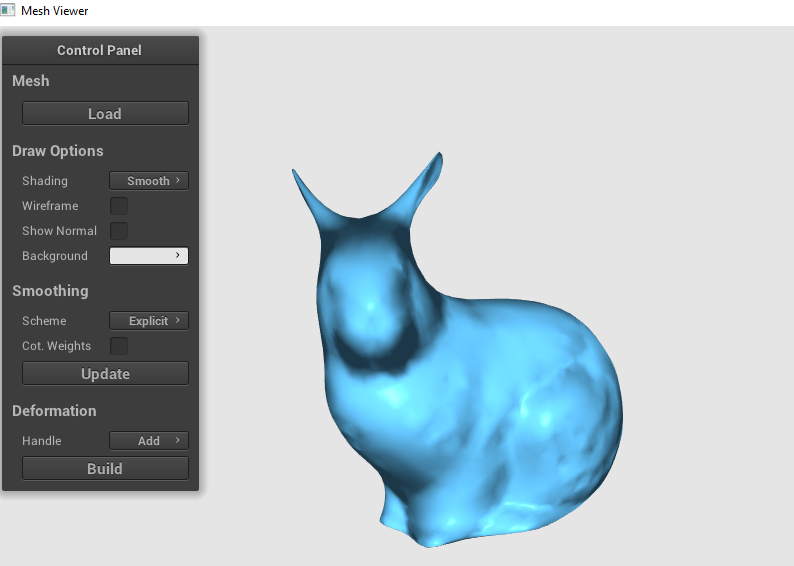 Mesh Viewer
Control Panel
Mesh
Load
Draw Options
Shading Smooth ›
Wireframe
Show Normal
Background ›
Smoothing
Scheme Explicit ›
Cot. Weights
Update
Deformation
Handle Add ›
Build